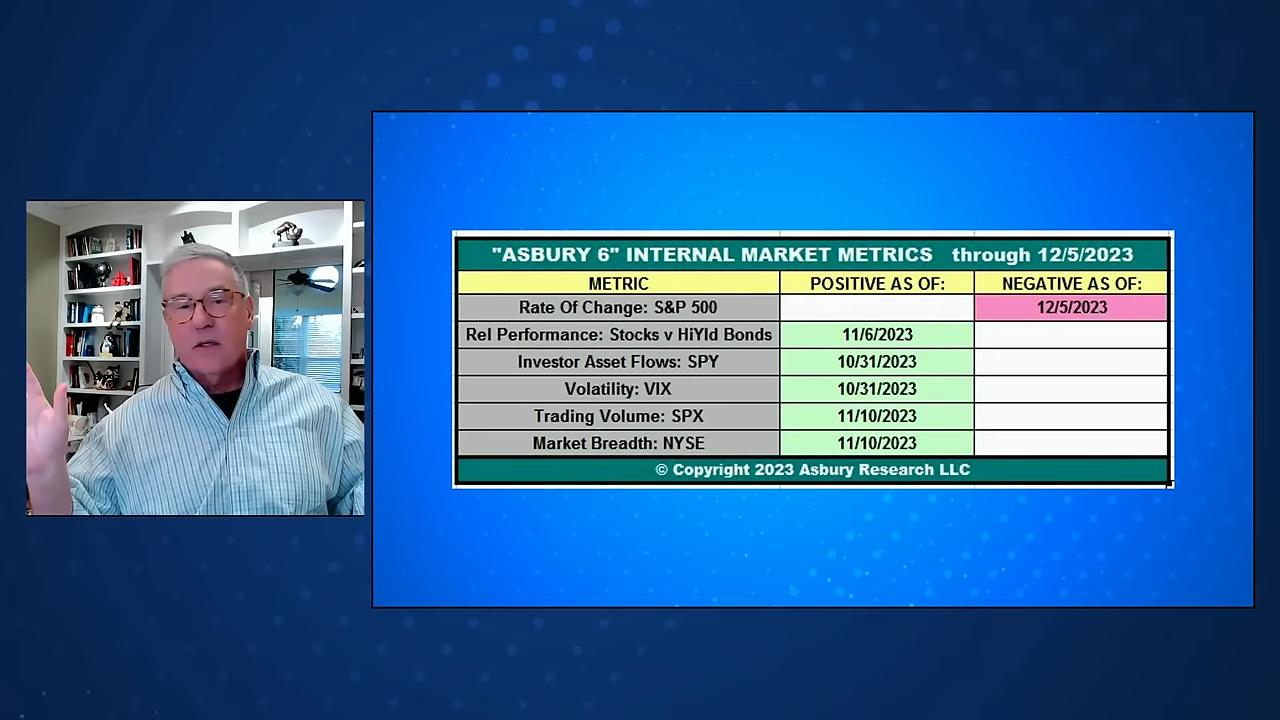 "ASBURY 6" INTERNAL MARKET METRICS through 12/5/2023
METRIC POSITIVE AS OF: NEGATIVE AS OF:
Rate Of Change: S&P 500 12/5/2023
Rel Performance: Stocks v HiYld Bonds 11/6/2023
Investor Asset Flows: SPY 10/31/2023
Volatility: VIX 10/31/2023
Trading Volume: SPX 11/10/2023
Market Breadth: NYSE 11/10/2023
© Copyright 2023 Asbury Research LLC